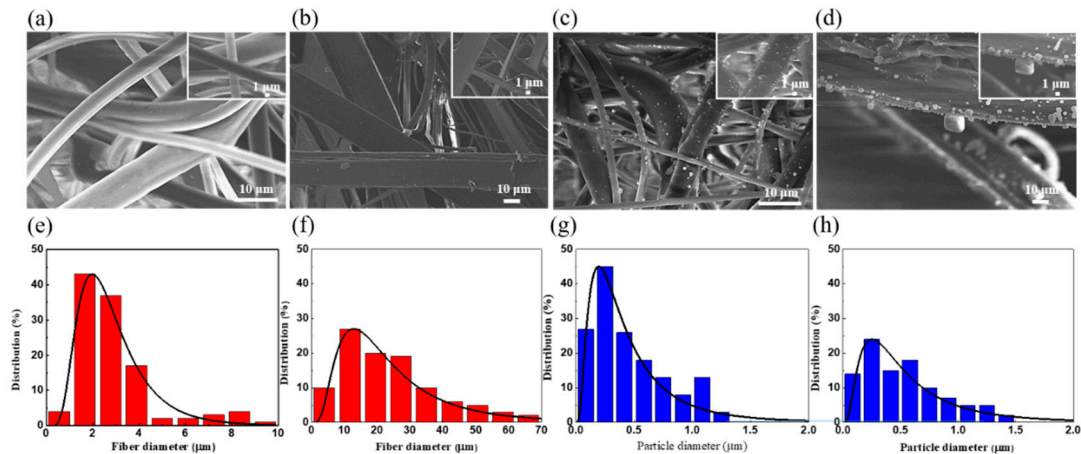 (a) (b) (c) (d)
1 μm 1 μm 1 μm 1 μm
10 μm 10 μm 10 μm 10 μm
(e) (f) (g) (h)
50 50 50 50
40 40 40 40
30 30 30 30
20 20 20 20
10 10 10 10
0 0 0 0
Distribution (%) Distribution (%) Distribution (%) Distribution (%)
2 4 6 8 10 0 10 20 30 40 50 60 70 0.0 0.5 1.0 1.5 2.0 0.0 0.5 1.0 1.5 2.0
Fiber diameter (μm) Fiber diameter (μm) Particle diameter (μm) Particle diameter (μm)